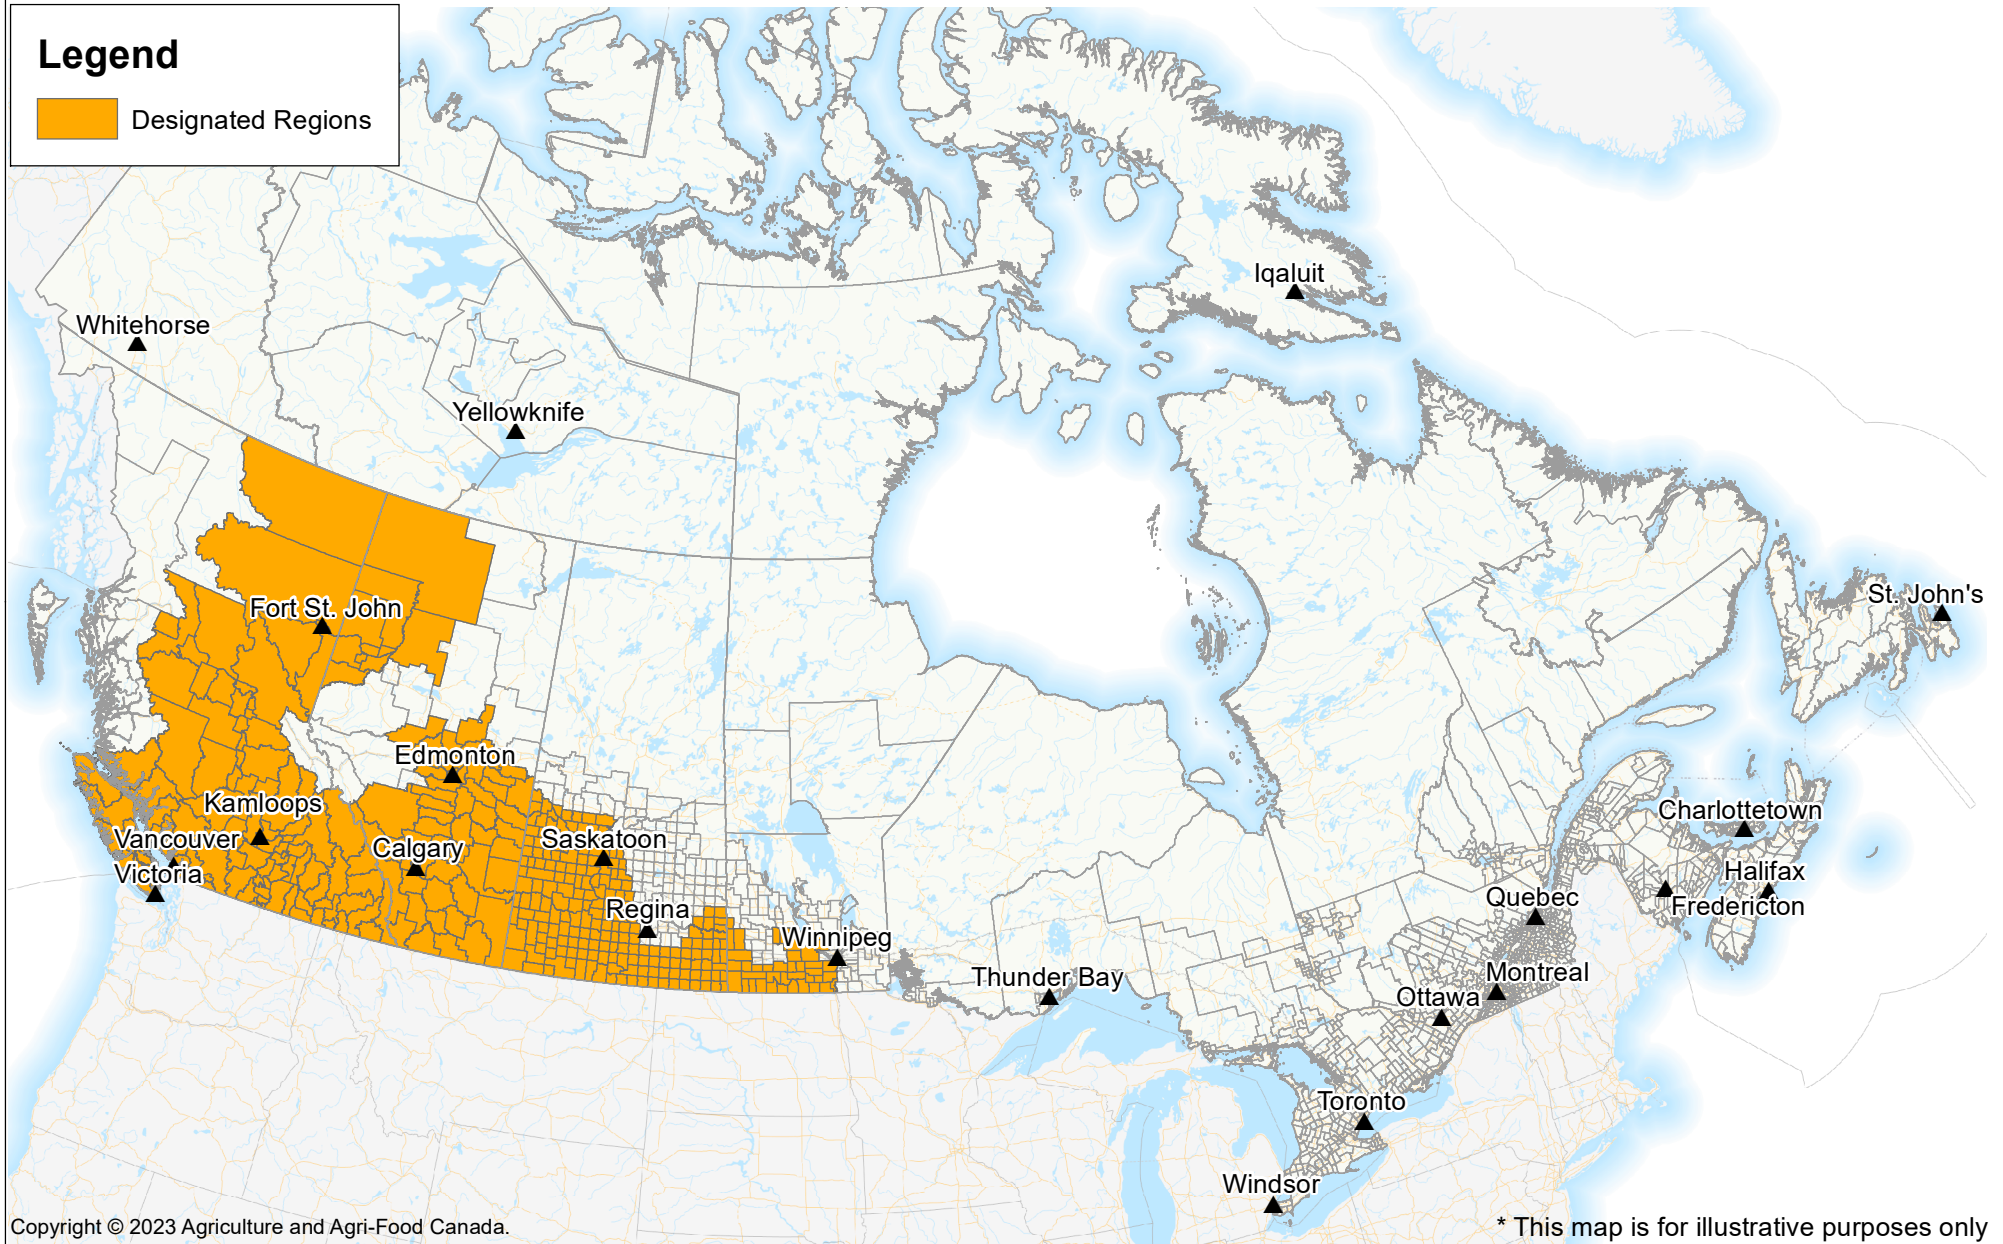 Legend
Designated Regions
Iqaluit
Whitehorse
Yellowknife
St. John's
Fort St. John
Edmonton
Kamloops
Charlottetown
Vancouver
Saskatoon
Calgary
Victoria
Halifax
Quebec
Fredericton
Regina
Winnipeg
Montreal
Thunder Bay
Ottawa
Toronto
Windsor
Copyright © 2023 Agriculture and Agri-Food Canada.
* This map is for illustrative purposes only